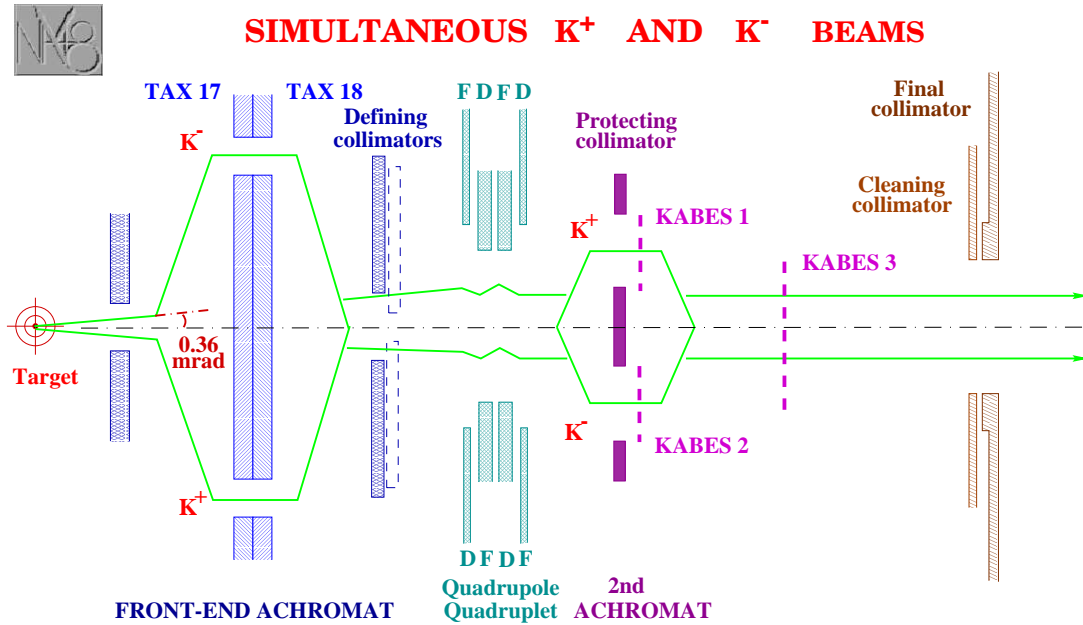 NA48
SIMULTANEOUS K+ AND K- BEAMS
TAX 17
TAX 18
F D F D
Defining
collimators
Protecting
collimator
Final
collimator
Cleaning
collimator
K-
K+
KABES 1
KABES 3
0.36
mrad
Target
K+
K-
KABES 2
D F D F
Quadrupole
Quadruplet
2nd
ACHROMAT
FRONT-END ACHROMAT